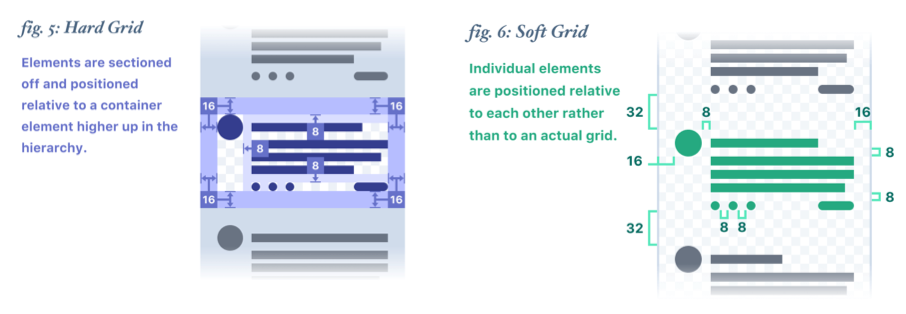 fig. 5: Hard Grid
Elements are sectioned
off and positioned
relative to a container
element higher up in the
hierarchy.
16
16
8
8
8
16
16
fig. 6: Soft Grid
Individual elements
are positioned relative
to each other rather
than to an actual grid.
32
8
16
16
8
8
32
8 8